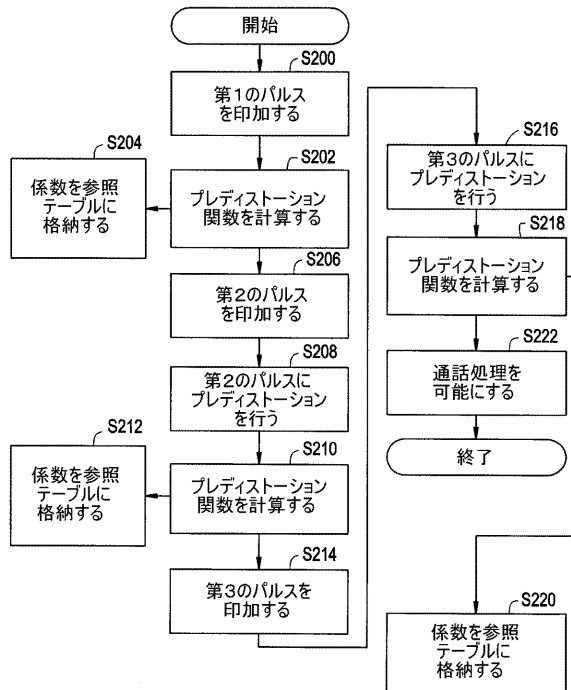 開始
S200
第1のパルス
を印加する
S202
プレディストーション
関数を計算する
S204
係数を参照
テーブルに
格納する
S206
第2のパルス
を印加する
S208
第2のパルスに
プレディストーション
を行う
S210
プレディストーション
関数を計算する
S212
係数を参照
テーブルに
格納する
S214
第3のパルスを
印加する
S216
第3のパルスに
プレディストーション
を行う
S218
プレディストーション
関数を計算する
S220
係数を参照
テーブルに
格納する
S222
通話処理を
可能にする
終了